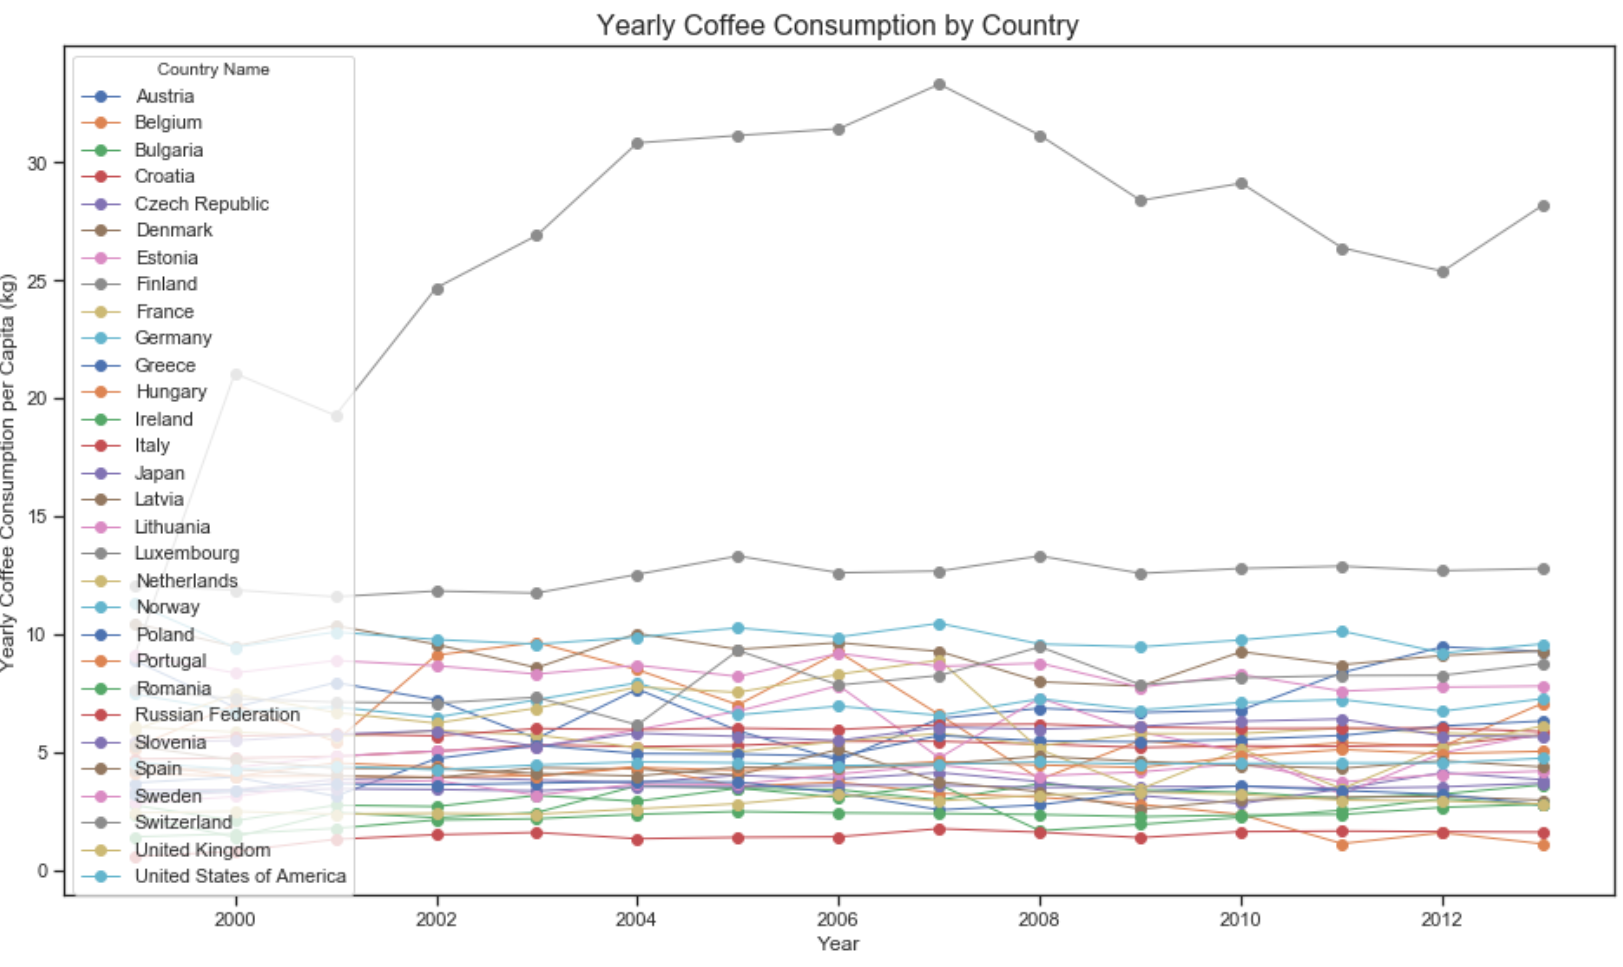 Yearly Coffee Consumption by Country
Yearly Coffee Consumption per Capita (kg)
30
25
20
15
10
5
0
Country Name
Austria
Belgium
Bulgaria
Croatia
Czech Republic
Denmark
Estonia
Finland
France
Germany
Greece
Hungary
Ireland
Italy
Japan
Latvia
Lithuania
Luxembourg
Netherlands
Norway
Poland
Portugal
Romania
Russian Federation
Slovenia
Spain
Sweden
Switzerland
United Kingdom
United States of America
2000 2002 2004 2006 2008 2010 2012
Year